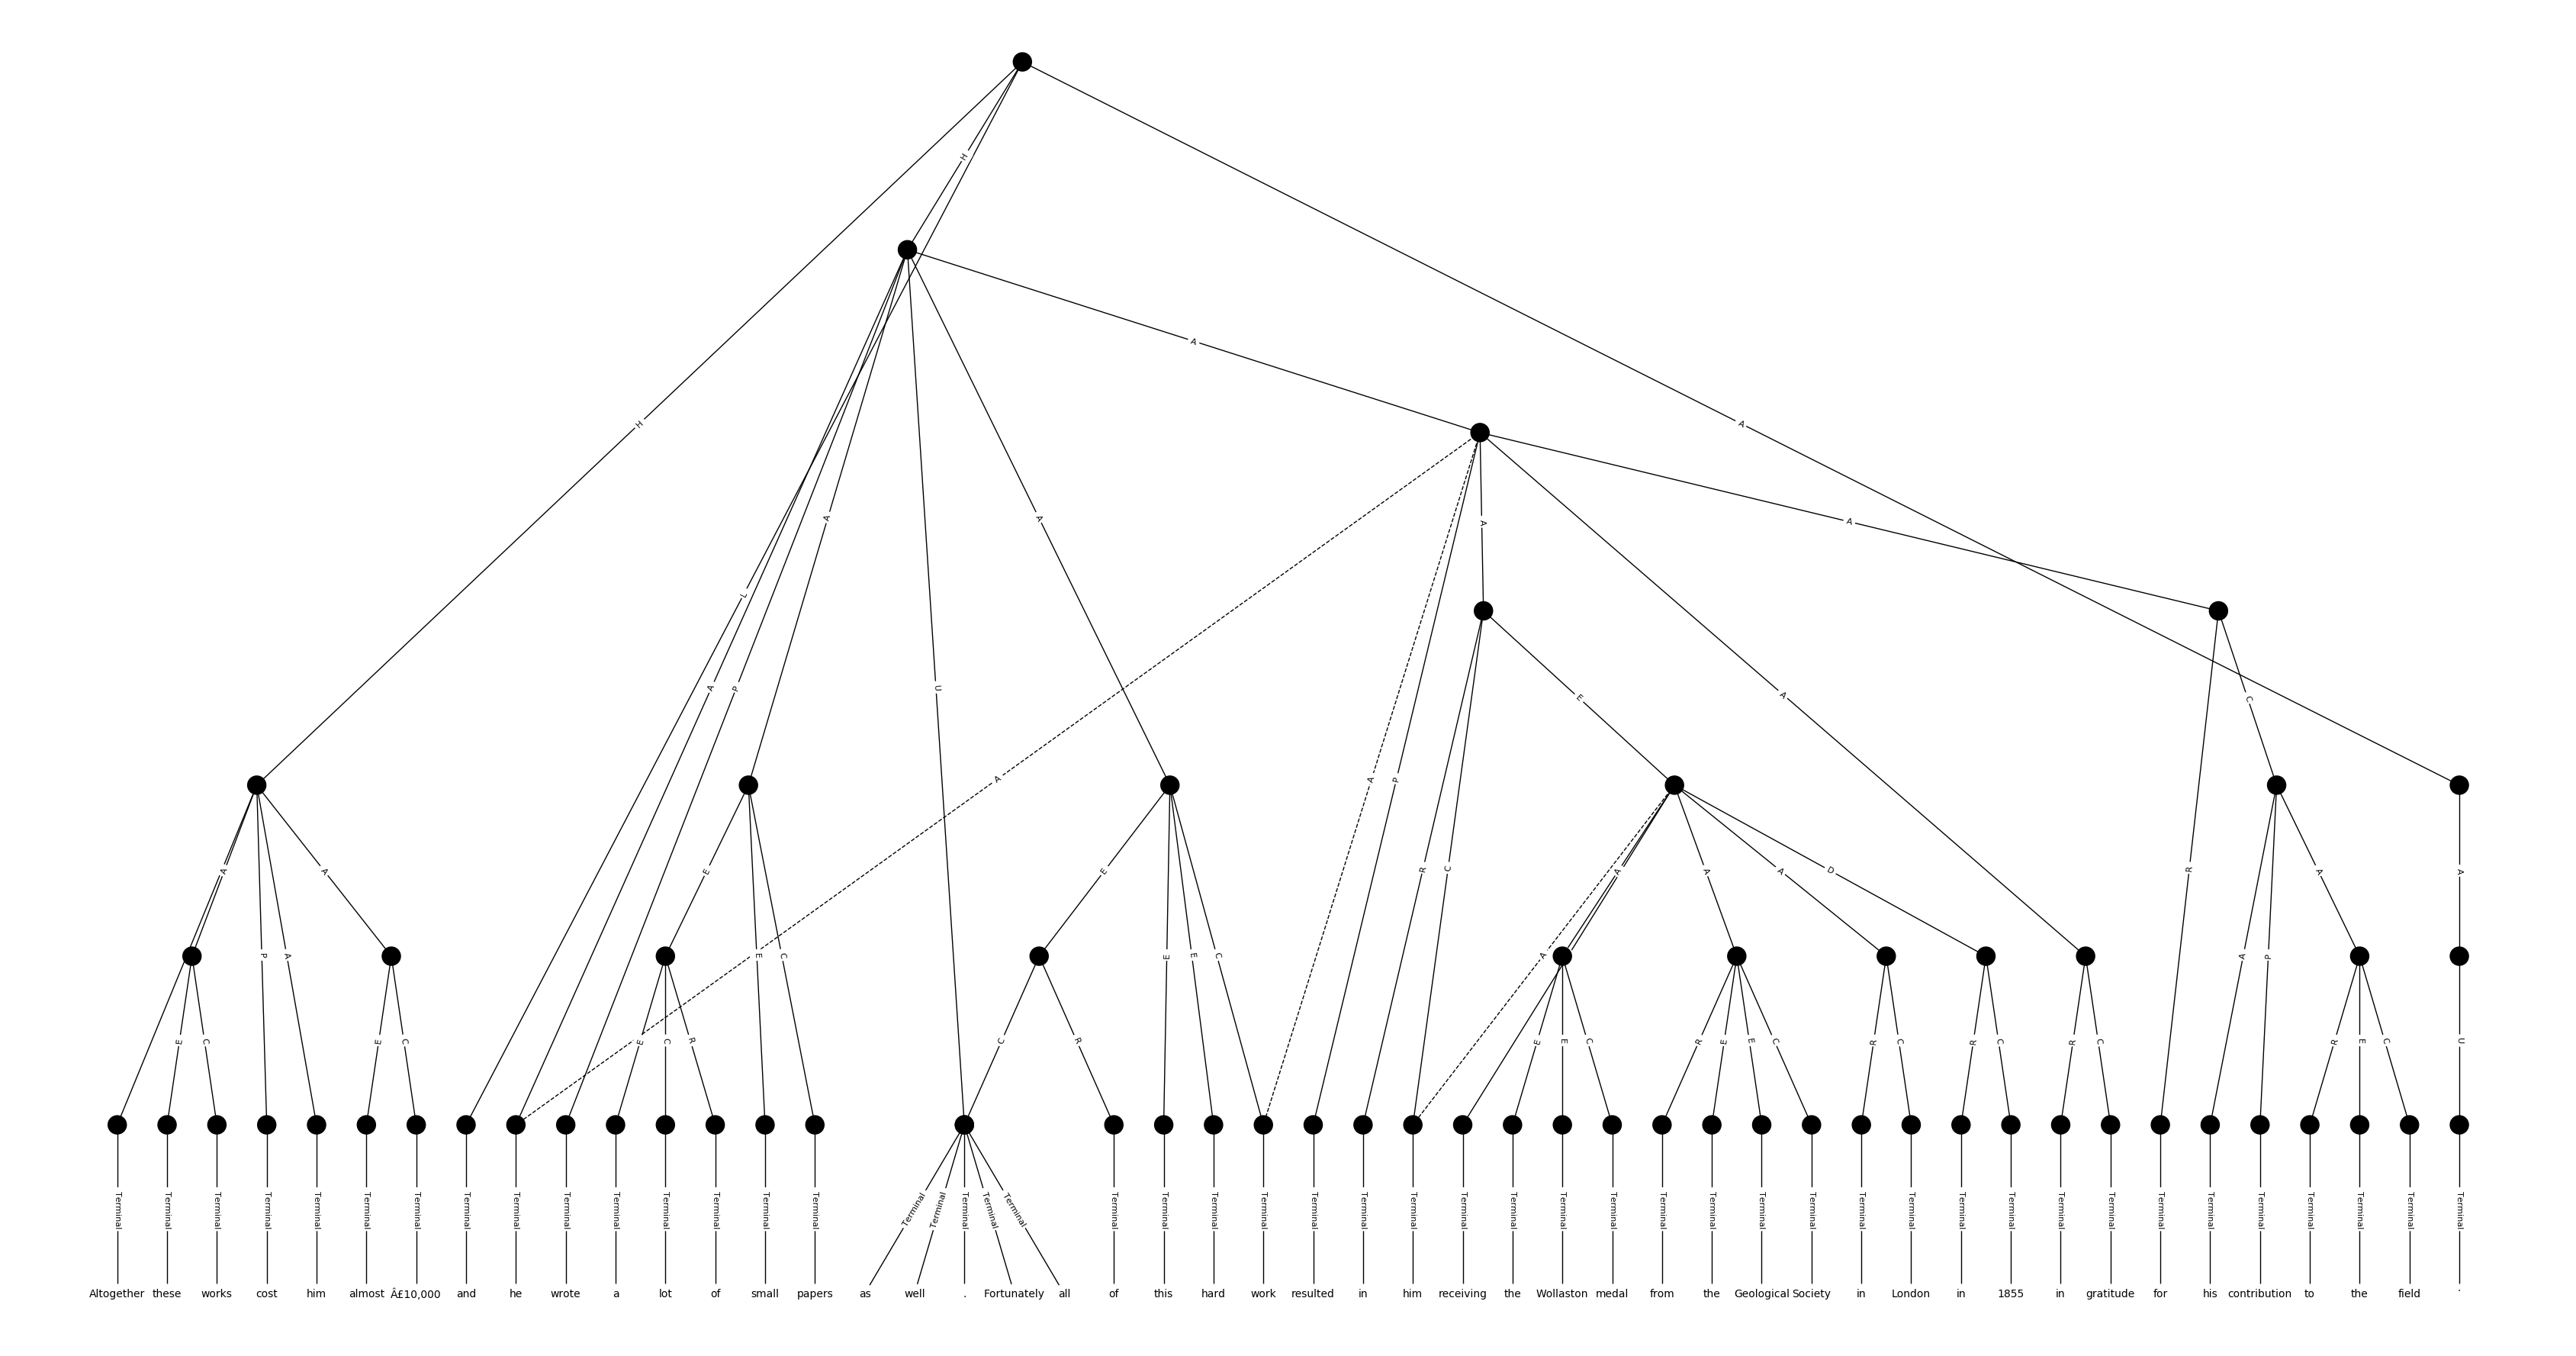 H
H
A
A
A
A
U
A
A
L
A
P
E
A
C
A
A
P
A
A
A
E
E
R
C
A
A
A
D
R
A
A
P
A
E
C
E
E
C
A
A
P
E
C
E
C
E
C
R
C
R
E
E
C
R
E
E
C
R
C
R
C
R
C
R
E
C
U
Terminal Terminal Terminal Terminal Terminal Terminal Terminal Terminal Terminal Terminal Terminal Terminal Terminal Terminal Terminal Terminal Terminal Terminal Terminal Terminal Terminal Terminal Terminal Terminal Terminal Terminal Terminal Terminal Terminal Terminal Terminal Terminal Terminal Terminal Terminal Terminal Terminal Terminal Terminal Terminal Terminal Terminal Terminal Terminal Terminal Terminal Terminal Terminal
Altogether these works cost him almost Â£10,000 and he wrote a lot of small papers as well . Fortunately all of this hard work resulted in him receiving the Wollaston medal from the Geological Society in London in 1855 in gratitude for his contribution to the field .